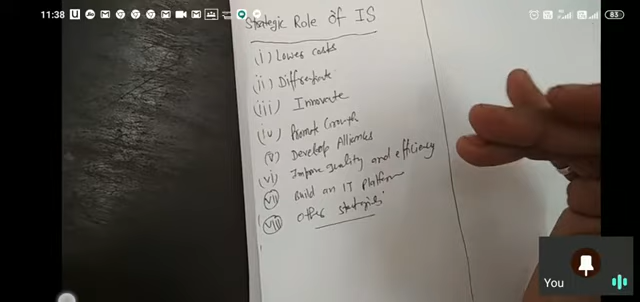 11:38
83
Strategic Role of IS
(i) Lower costs
(ii) Differentiate
(iii) Innovate
(iv) Promote Growth
(v) Develop Alliances
(vi) Improve quality and efficiency
(vii) Build an IT Platform
(viii) Other strategies
You